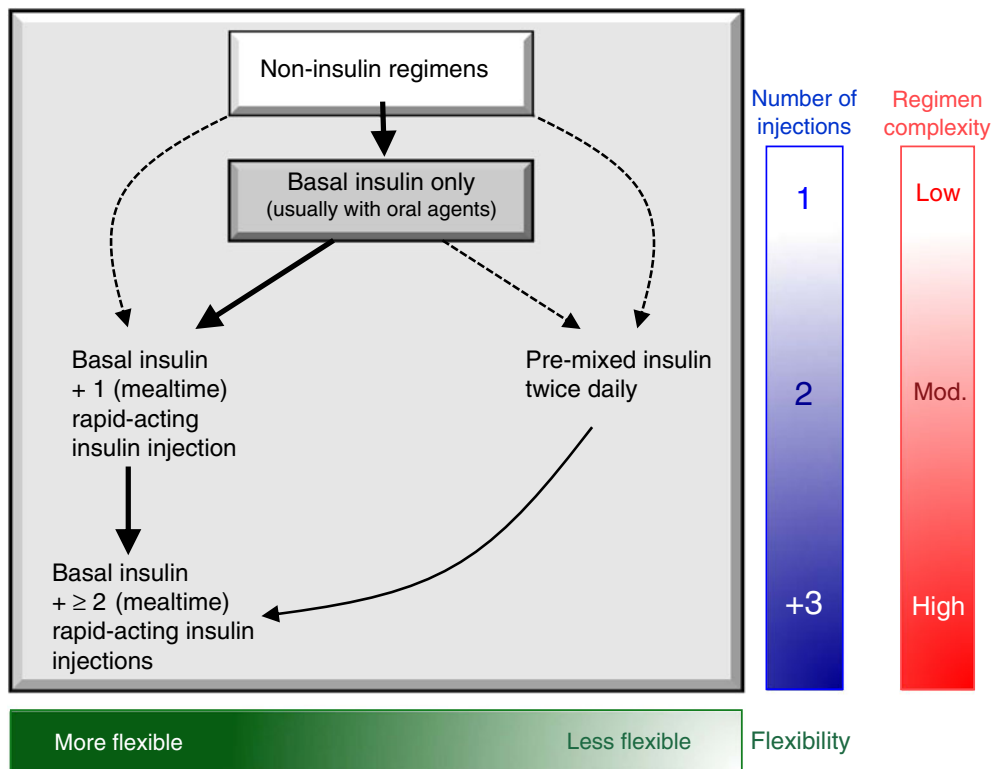 Non-insulin regimens
Basal insulin only
(usually with oral agents)
Basal insulin
+ 1 (mealtime)
rapid-acting
insulin injection
Pre-mixed insulin
twice daily
Basal insulin
+ ≥ 2 (mealtime)
rapid-acting insulin
injections
Number of
injections
1
2
+3
Regimen
complexity
Low
Mod.
High
More flexible
Less flexible
Flexibility